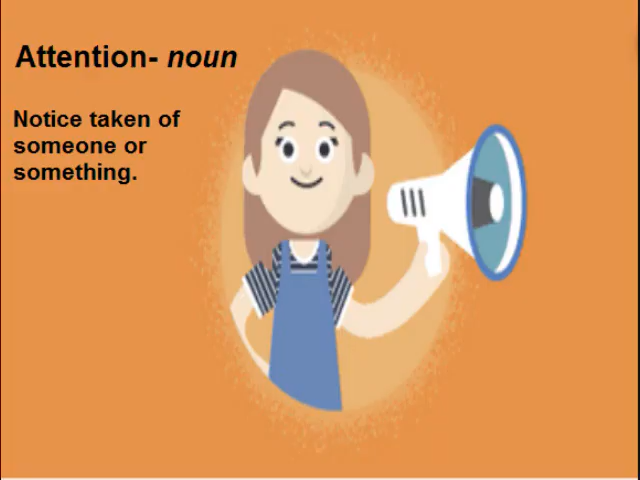 Attention- noun
Notice taken of
someone or
something.